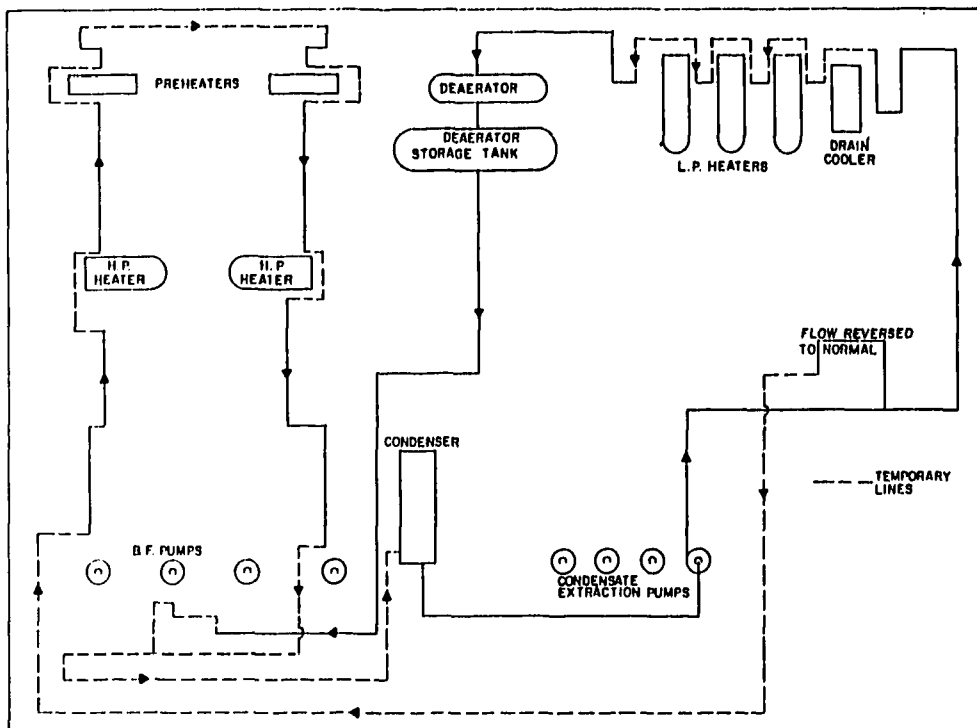 PREHEATERS
DEAERATOR
DEAERATOR
STORAGE TANK
L.P. HEATERS
DRAIN
COOLER
H.P.
HEATER
H.P
HEATER
FLOW REVERSED
TO NORMAL
CONDENSER
TEMPORARY
LINES
B.F. PUMPS
CONDENSATE
EXTRACTION PUMPS